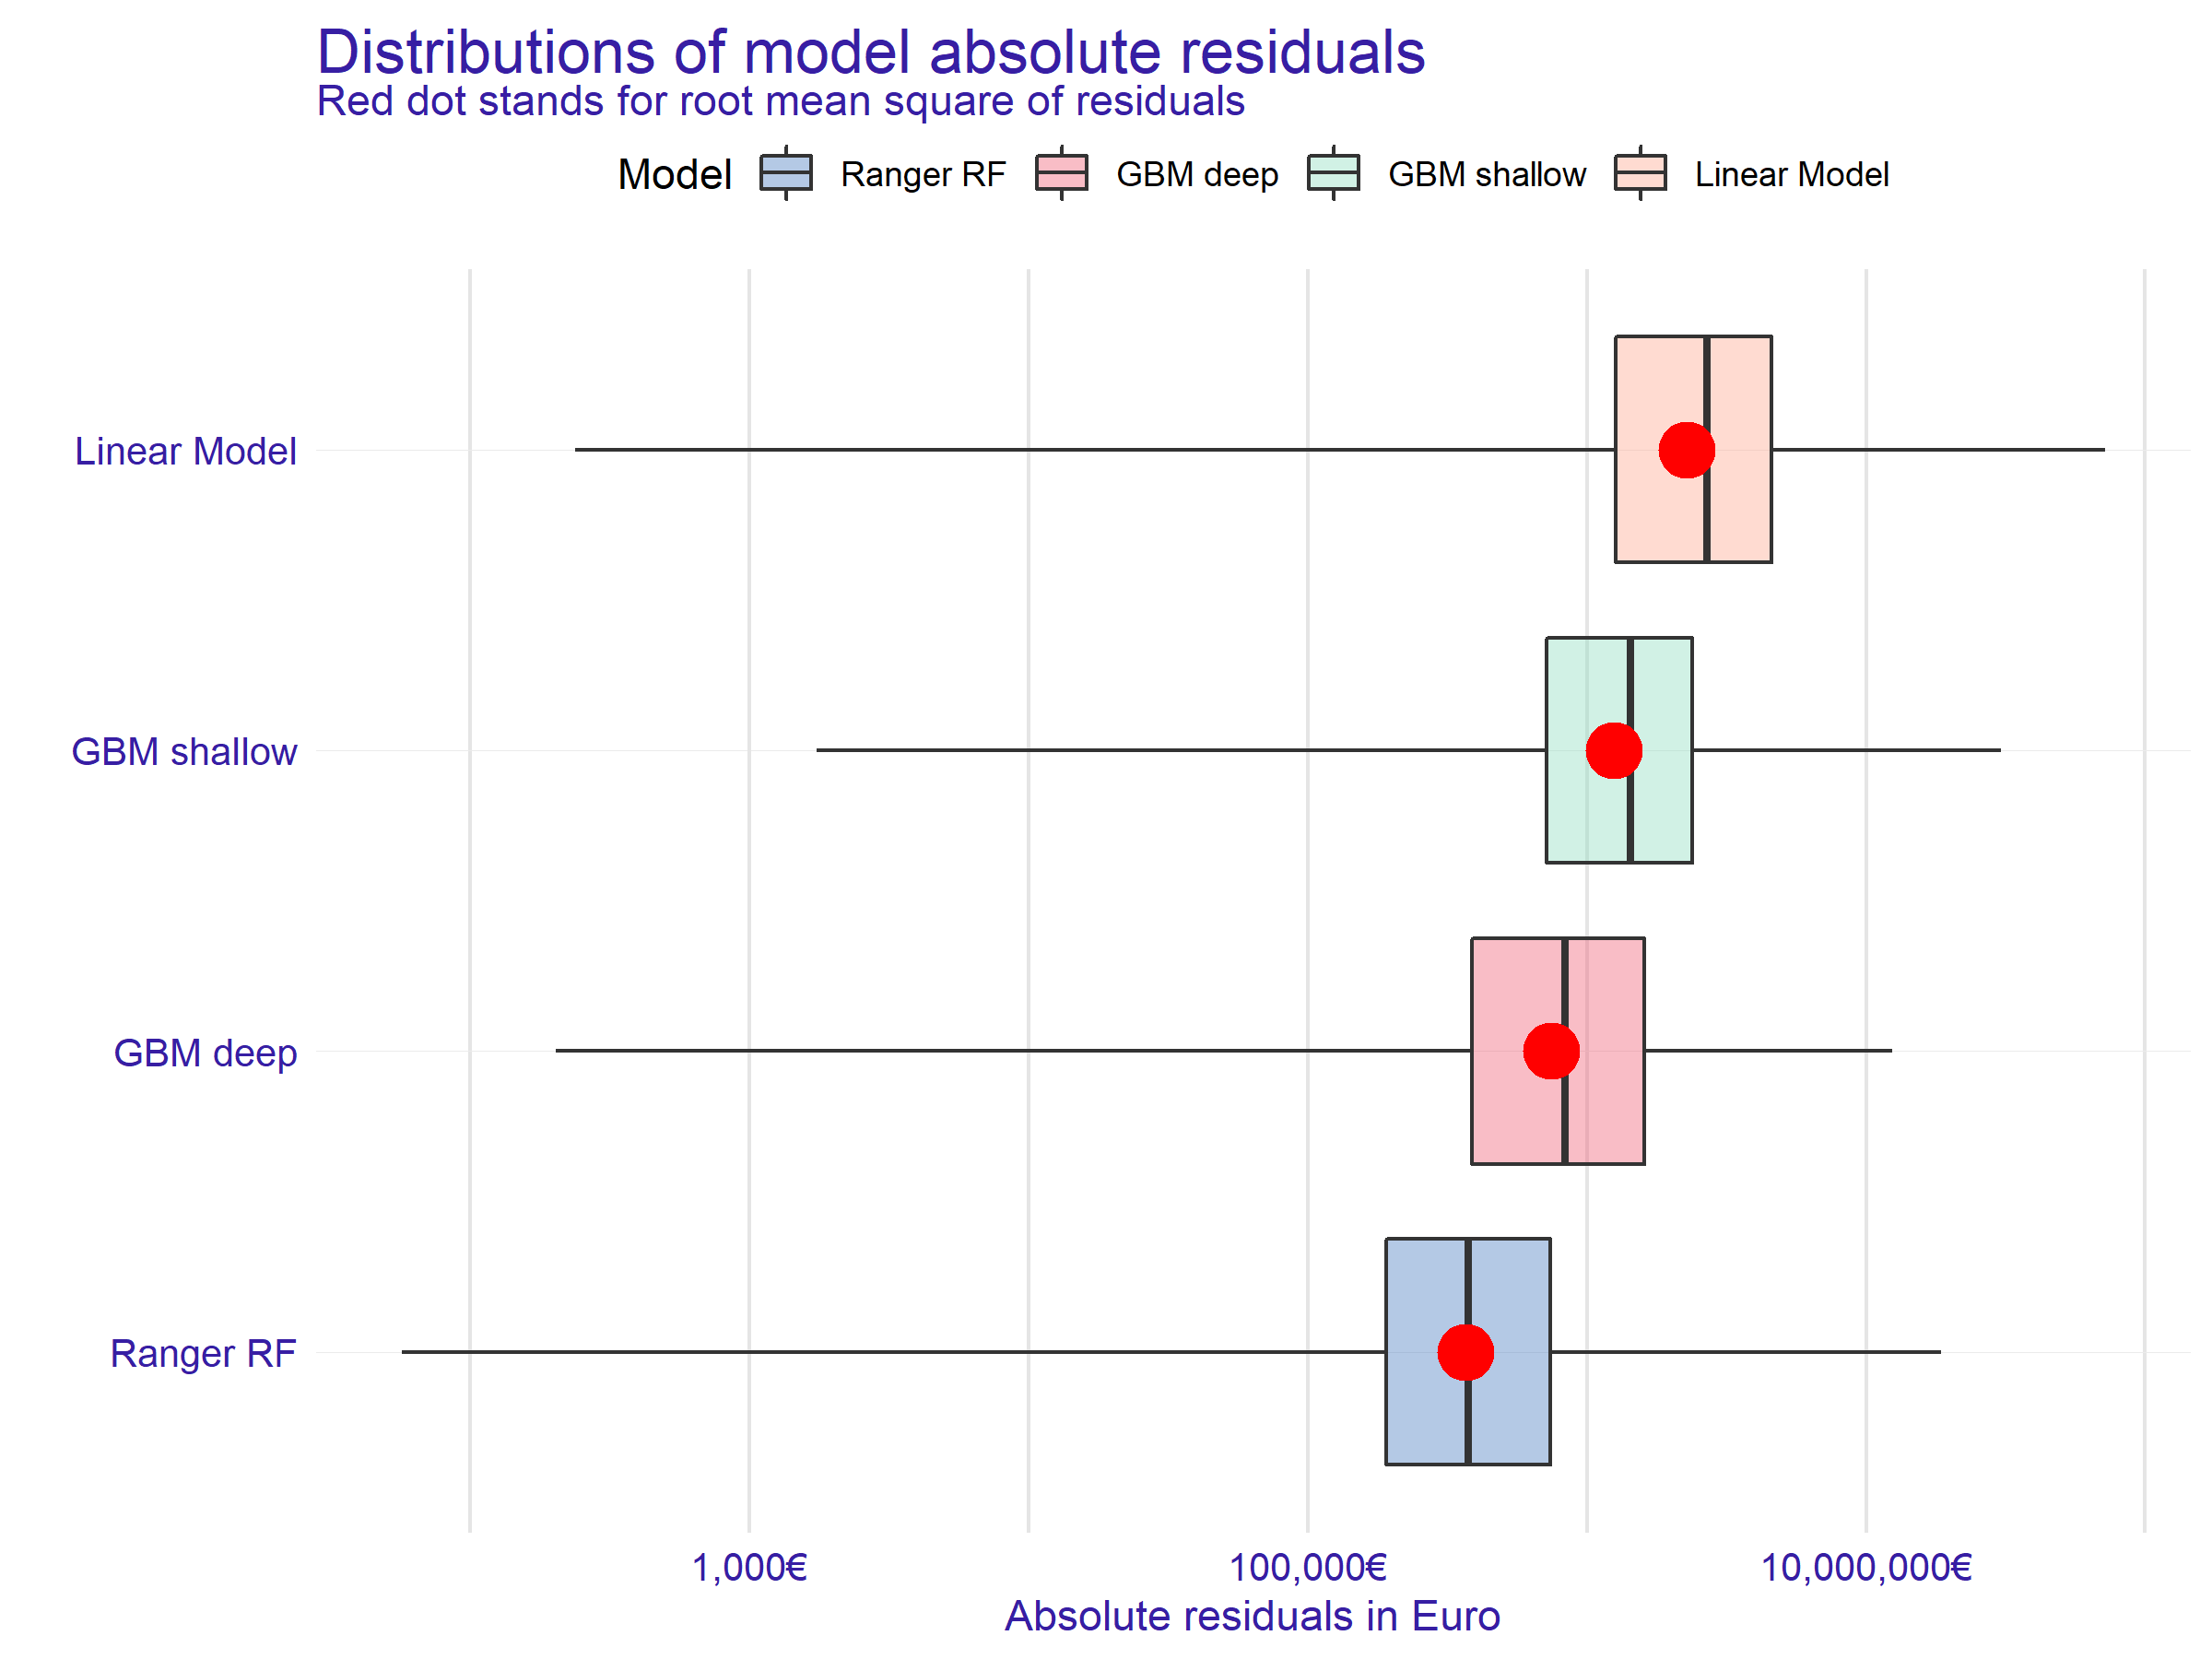 Distributions of model absolute residuals
Red dot stands for root mean square of residuals
Model Ranger RF GBM deep GBM shallow Linear Model
Linear Model
GBM shallow
GBM deep
Ranger RF
1,000€ 100,000€ 10,000,000€
Absolute residuals in Euro